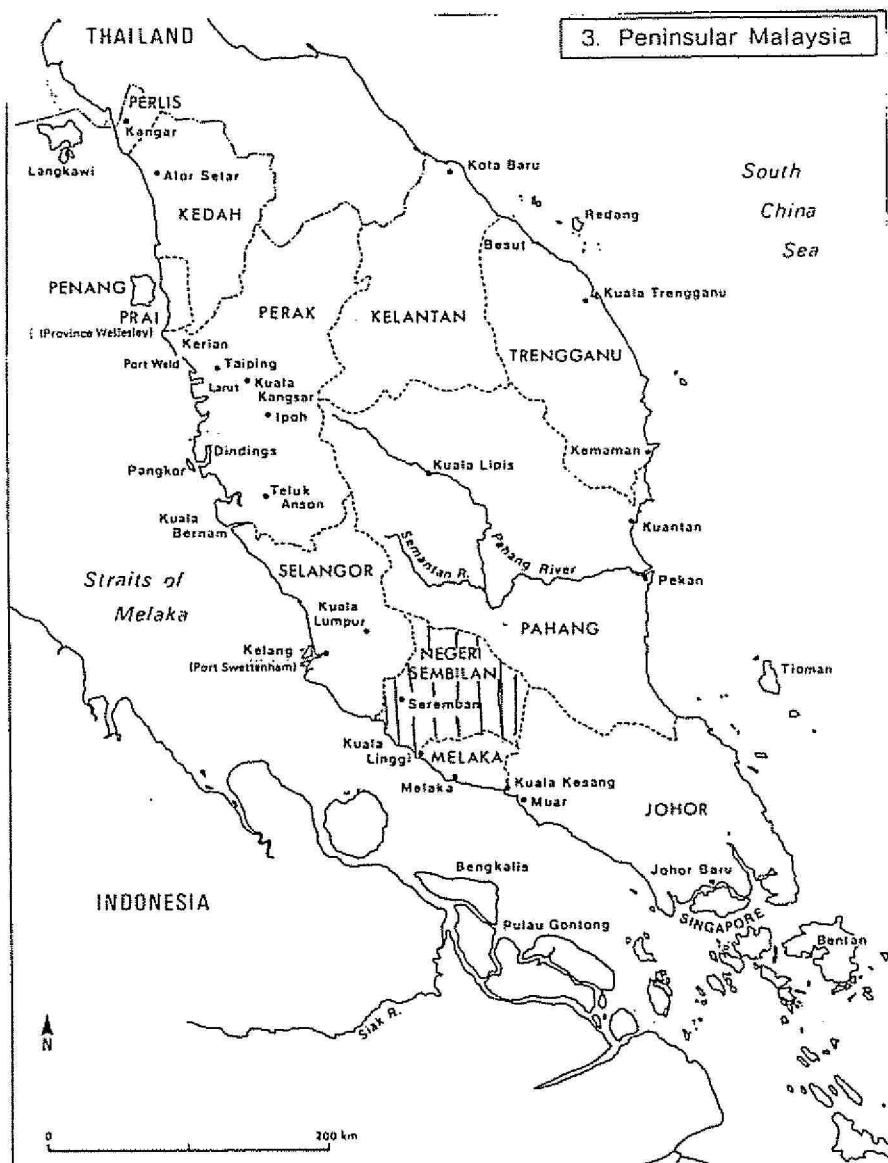 THAILAND
3. Peninsular Malaysia
PERLIS
Kangar
Langkawi
Alor Setar
Kota Baru
South
China
Sea
KEDAH
Redang
Besut
PENANG
PRAI
(Province Wellesley)
PERAK
KELANTAN
Kuala Trengganu
Kerian
TRENGGANU
Port Weld
Taiping
Larut
Kuala
Kangsar
Ipoh
Dindings
Pangkor
Kuala Lipis
Kemaman
Teluk
Anson
Kuala
Bernam
Kuantan
Semantan R.
Pahang River
Pekan
Straits of
Melaka
SELANGOR
Kuala
Lumpur
PAHANG
Kelang
(Port Swettenham)
NEGERI
SEMBILAN
Tioman
Seremban
Kuala
Linggi
MELAKA
Melaka
Kuala Kesang
Muar
JOHOR
Bengkalis
Johor Baru
INDONESIA
SINGAPORE
Pulau Gontong
Bentan
Siak R.
N
0
200 km